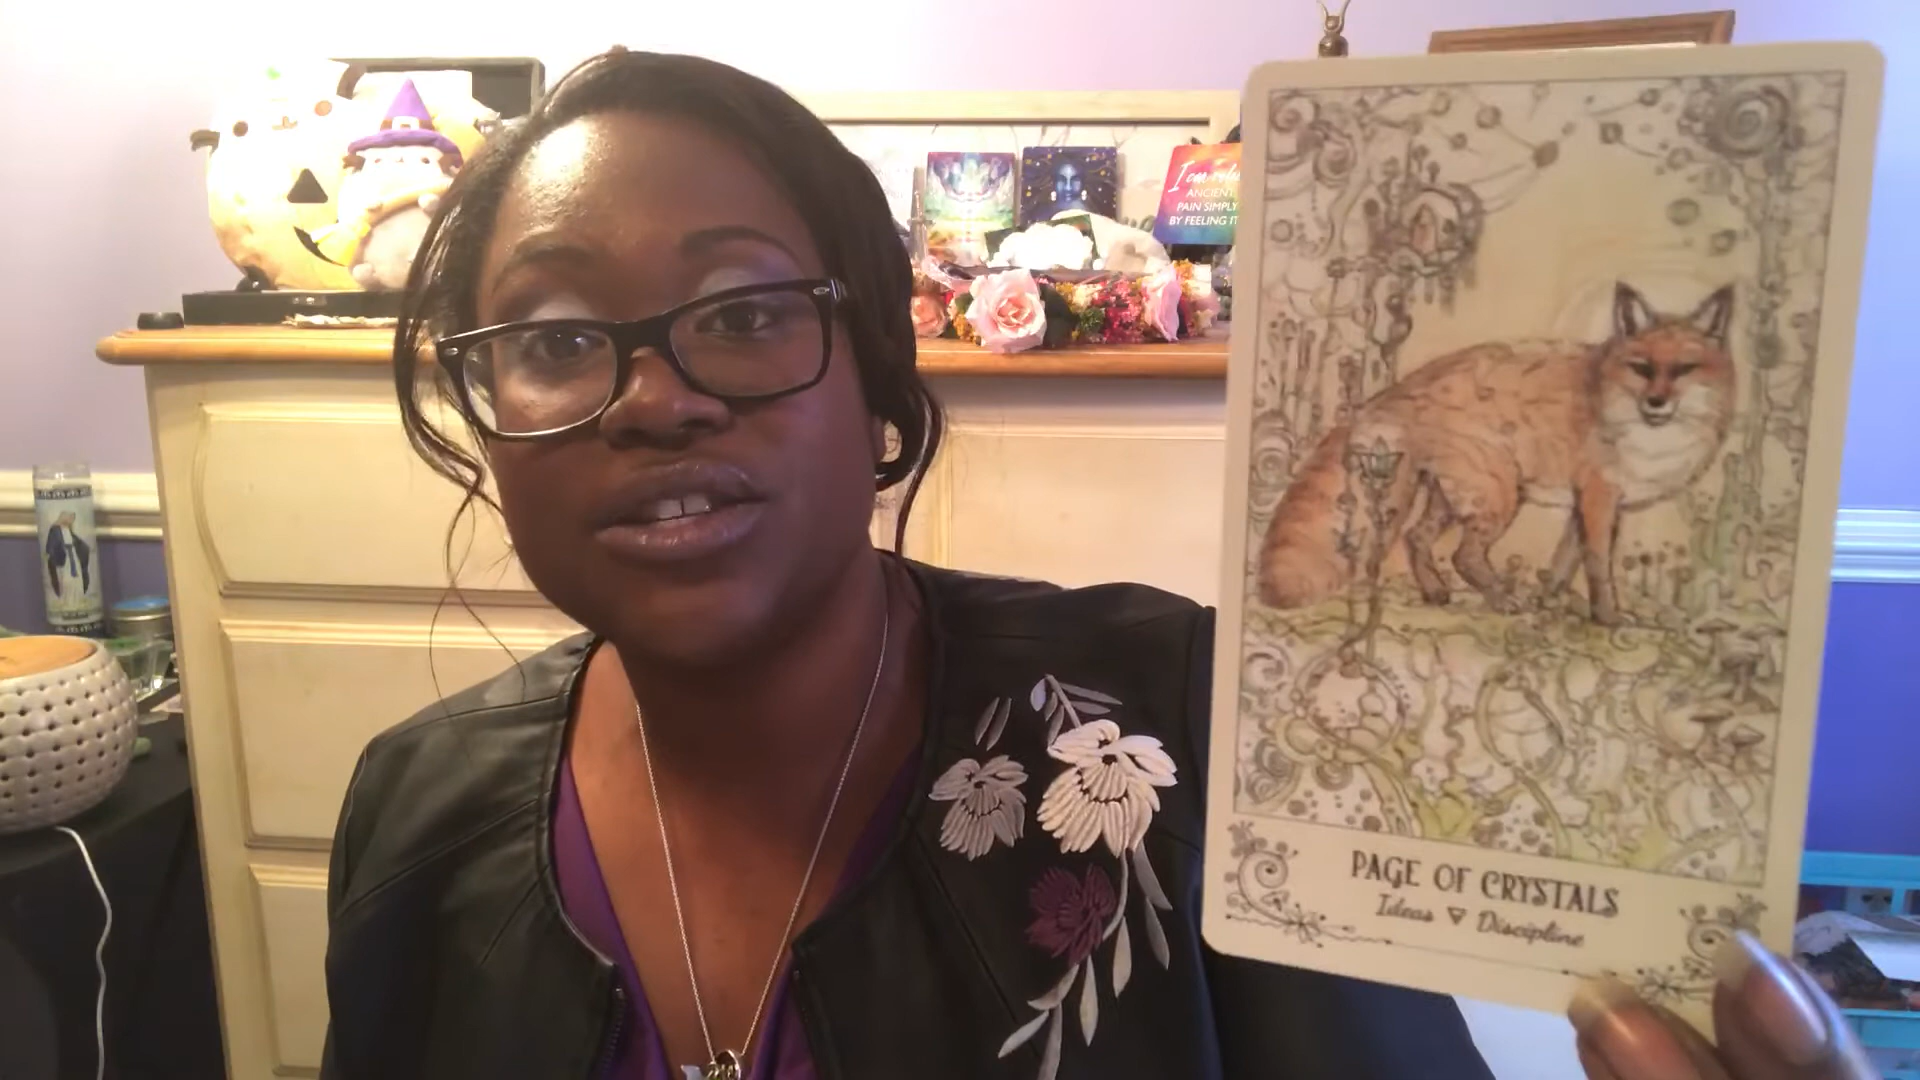 ANCIENT
PAIN SIMPLY
BY FEELING IT
PAGE OF CRYSTALS
Ideas Discipline